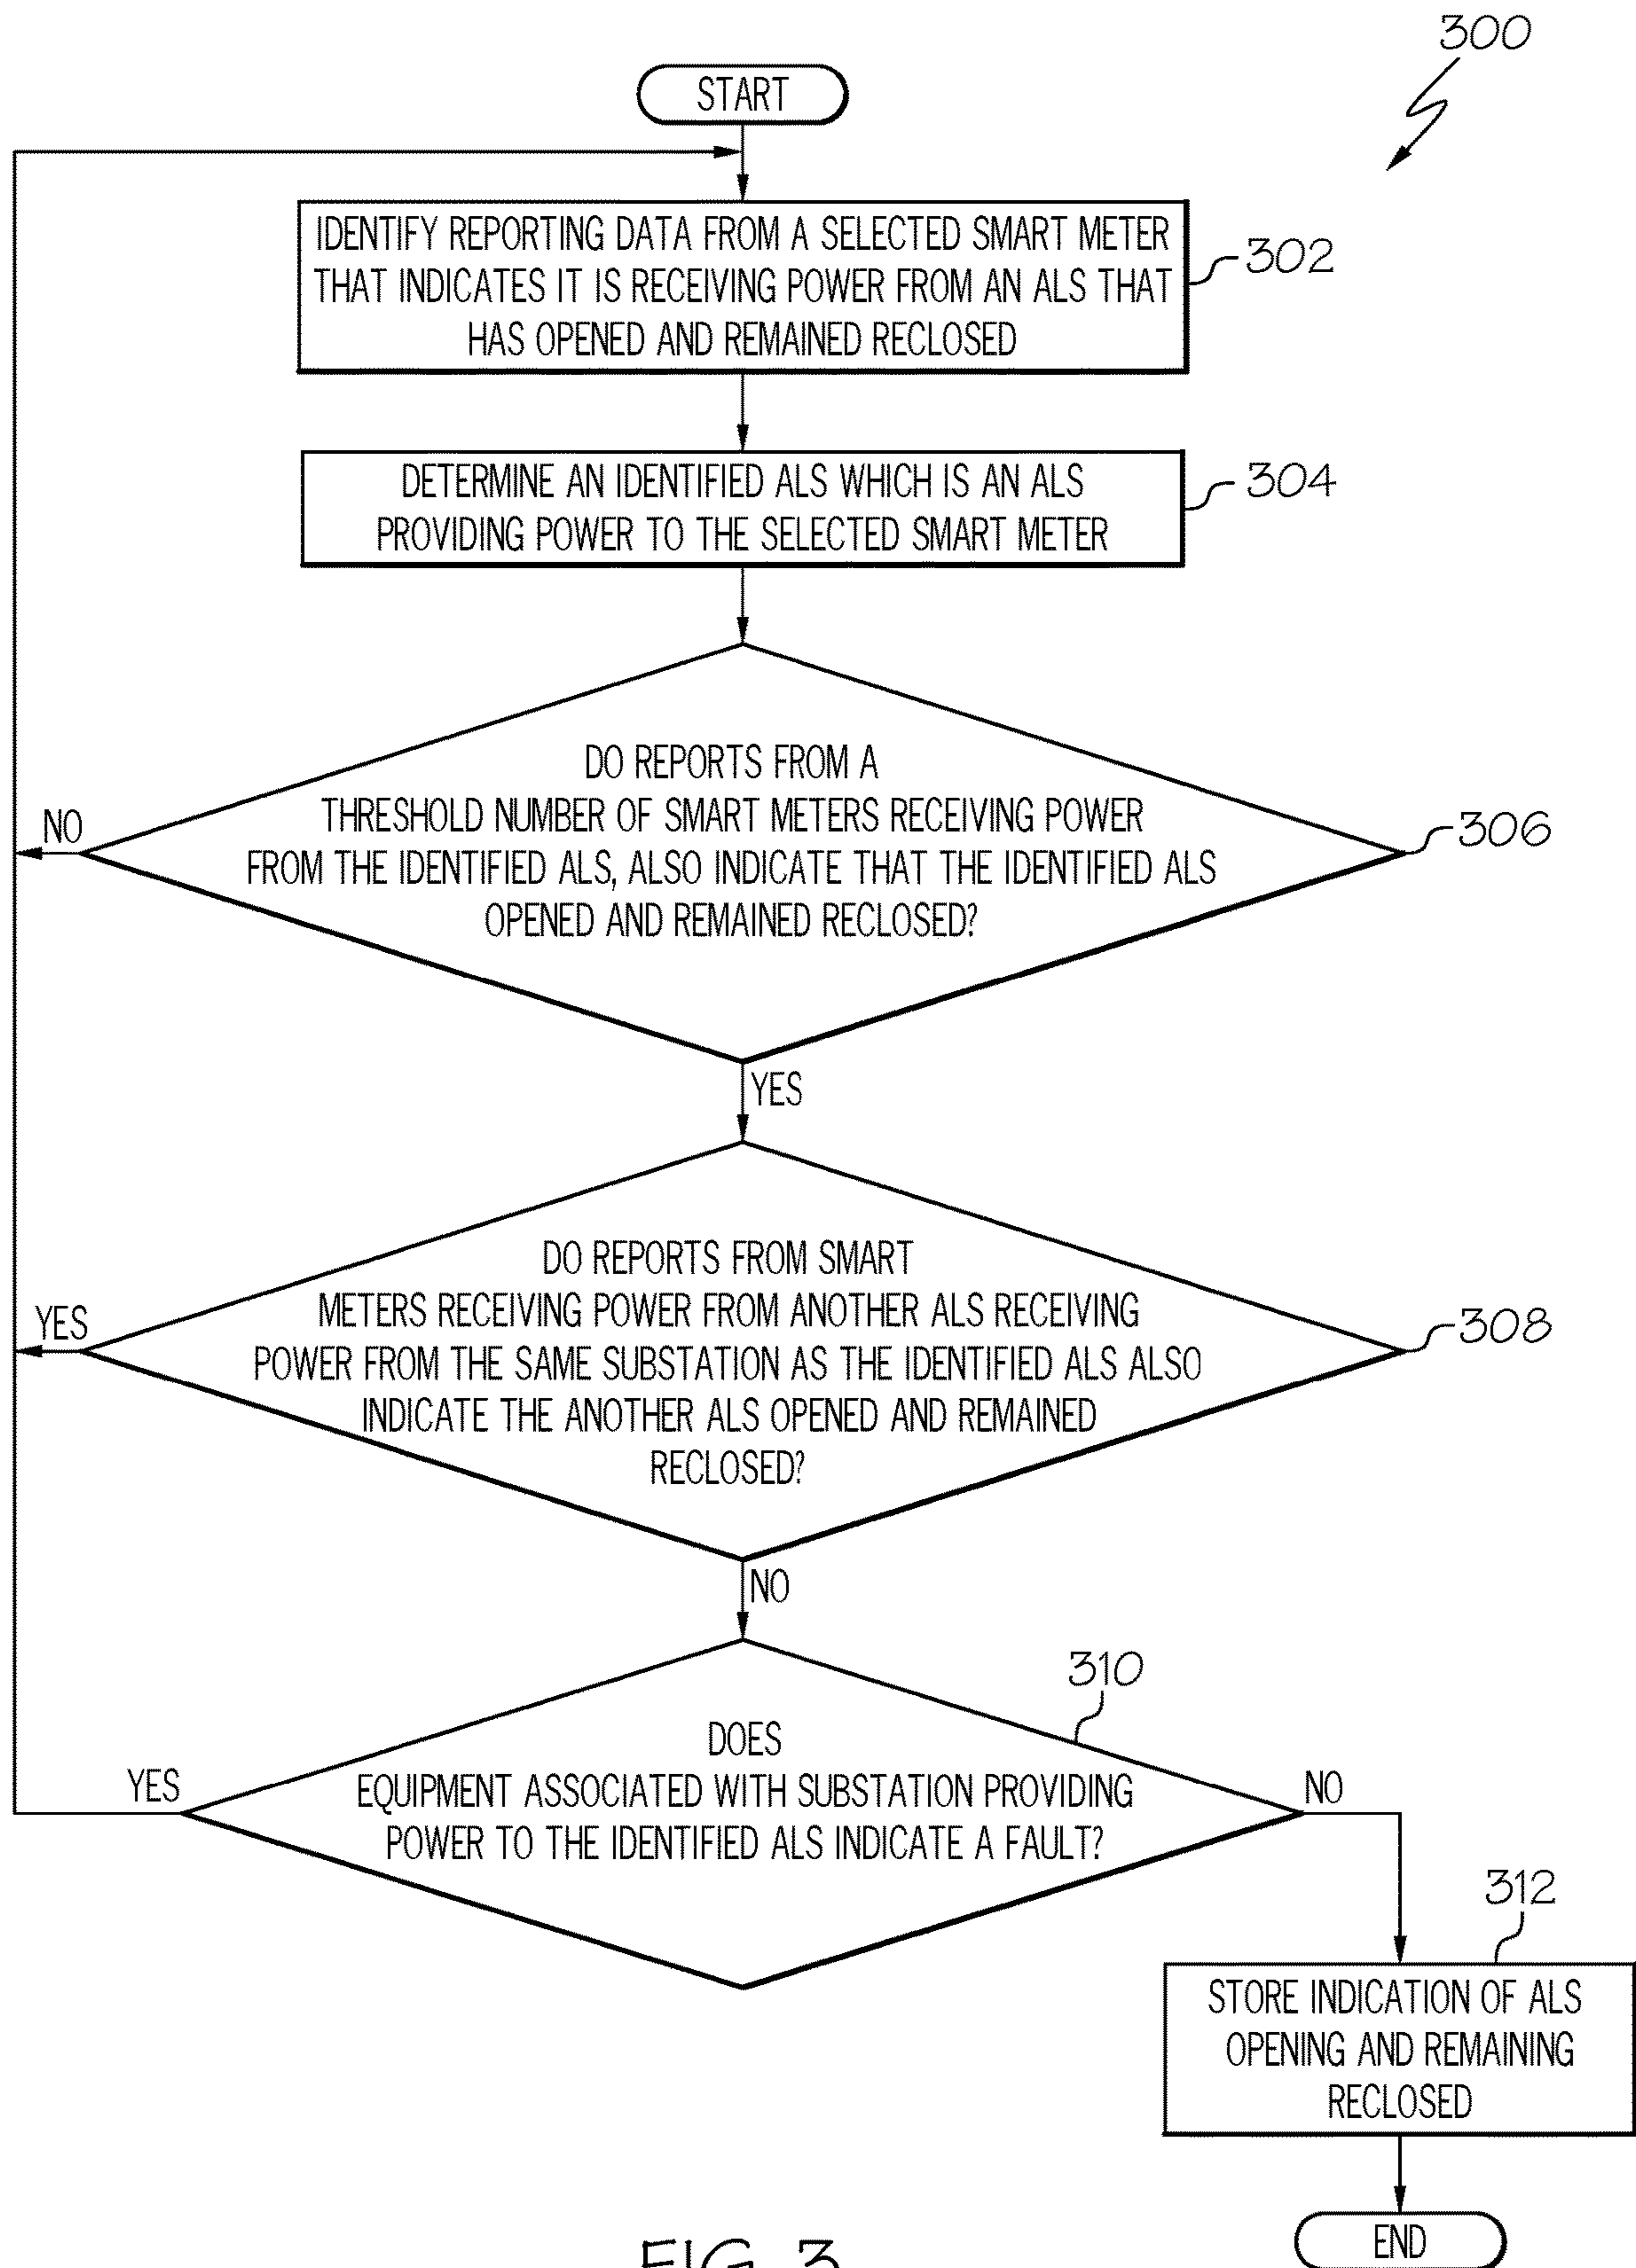 300
START
IDENTIFY REPORTING DATA FROM A SELECTED SMART METER
THAT INDICATES IT IS RECEIVING POWER FROM AN ALS THAT
HAS OPENED AND REMAINED RECLOSED
302
DETERMINE AN IDENTIFIED ALS WHICH IS AN ALS
PROVIDING POWER TO THE SELECTED SMART METER
304
DO REPORTS FROM A
THRESHOLD NUMBER OF SMART METERS RECEIVING POWER
FROM THE IDENTIFIED ALS, ALSO INDICATE THAT THE IDENTIFIED ALS
OPENED AND REMAINED RECLOSED?
NO
306
YES
DO REPORTS FROM SMART
METERS RECEIVING POWER FROM ANOTHER ALS RECEIVING
POWER FROM THE SAME SUBSTATION AS THE IDENTIFIED ALS ALSO
INDICATE THE ANOTHER ALS OPENED AND REMAINED
RECLOSED?
YES
308
NO
310
DOES
EQUIPMENT ASSOCIATED WITH SUBSTATION PROVIDING
POWER TO THE IDENTIFIED ALS INDICATE A FAULT?
YES
NO
312
STORE INDICATION OF ALS
OPENING AND REMAINING
RECLOSED
END
FIG. 3